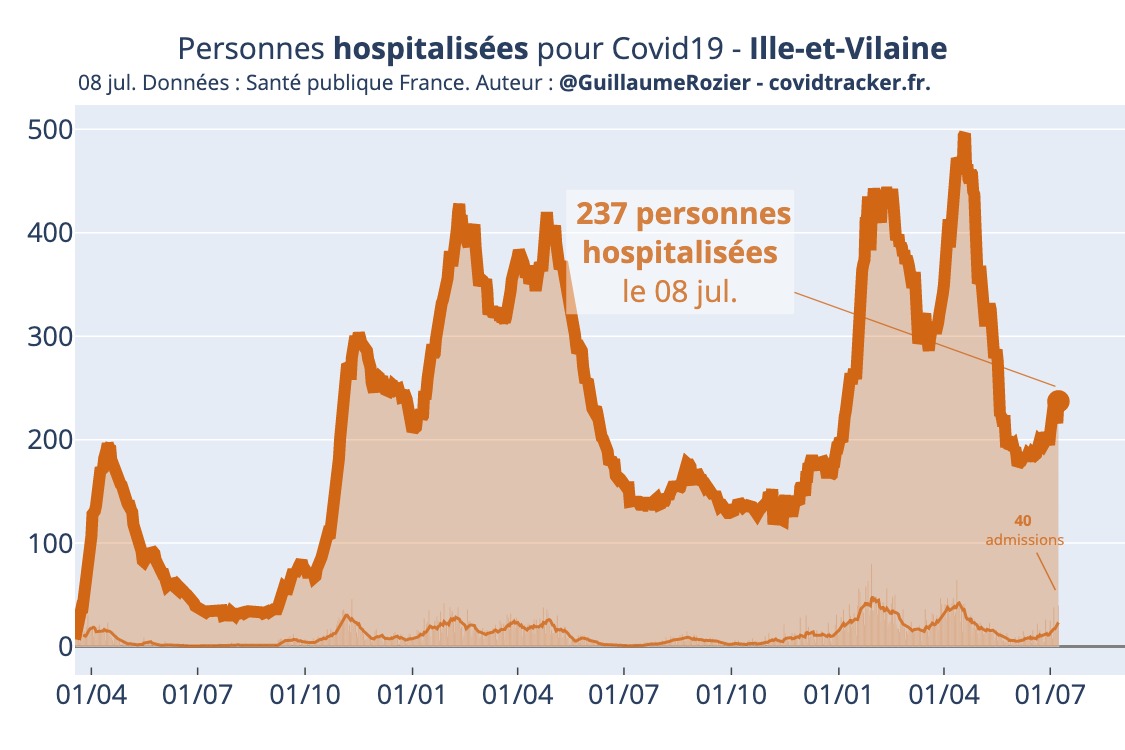 Personnes hospitalisées pour Covid19 - Ille-et-Vilaine
08 jul. Données : Santé publique France. Auteur : @GuillaumeRozier - covidtracker.fr.
500
400
300
200
100
0
237 personnes
hospitalisées
le 08 jul.
40
admissions
01/04 01/07 01/10 01/01 01/04 01/07 01/10 01/01 01/04 01/07